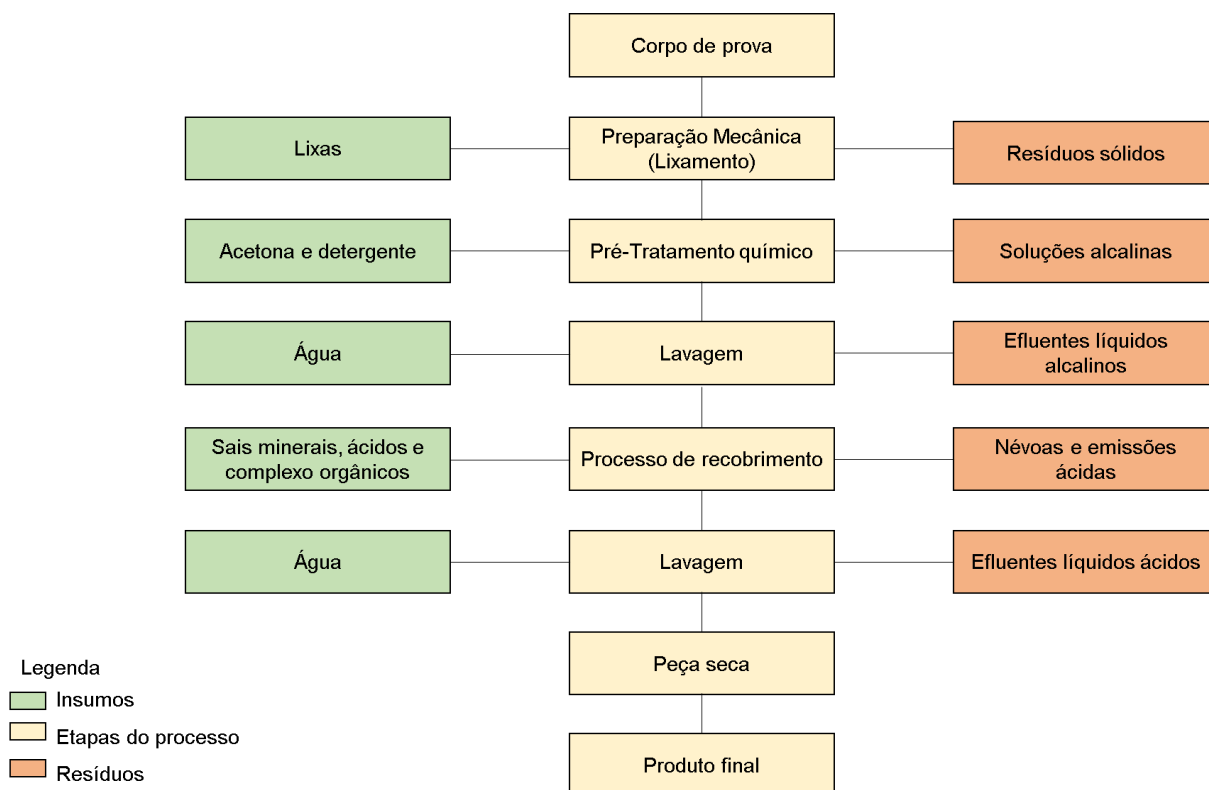 Corpo de prova
Lixas
Preparação Mecânica
(Lixamento)
Resíduos sólidos
Acetona e detergente
Pré-Tratamento químico
Soluções alcalinas
Água
Lavagem
Efluentes líquidos
alcalinos
Sais minerais, ácidos e
complexo orgânicos
Processo de recobrimento
Névoas e emissões
ácidas
Água
Lavagem
Efluentes líquidos ácidos
Peça seca
Produto final
Legenda
Insumos
Etapas do processo
Resíduos